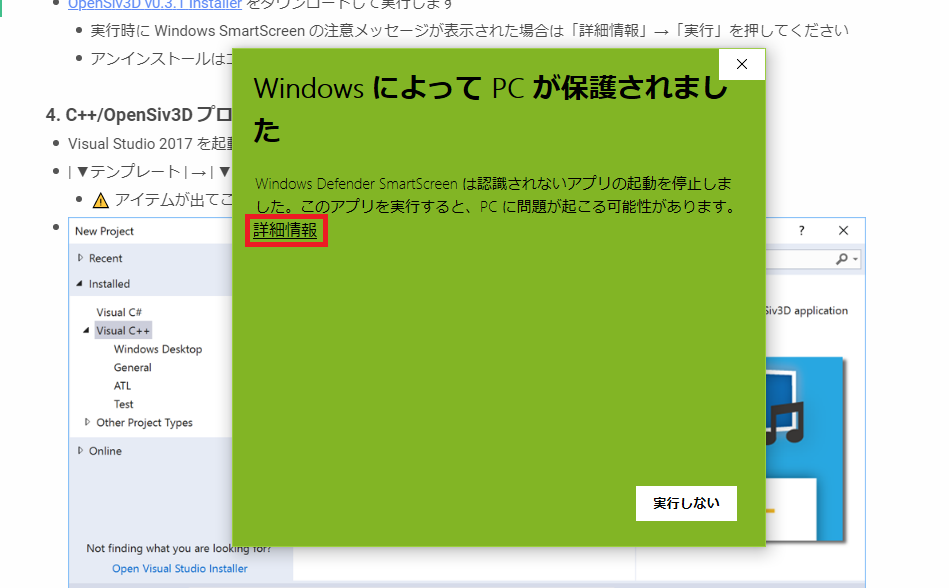 OpenSiv3D v0.3.1 Installer をダウンロードして実行します
実行時に Windows SmartScreen の注意メッセージが表示された場合は「詳細情報」→「実行」を押してください
アンインストールは
4. C++/OpenSiv3D プロ
Visual Studio 2017 を起動
| ▼テンプレート | → | ▼
アイテムが出てこ
Windows によって PC が保護されまし
た
Windows Defender SmartScreen は認識されないアプリの起動を停止しま
した。このアプリを実行すると、PC に問題が起こる可能性があります。
詳細情報
実行しない
New Project
Recent
Installed
Visual C#
Visual C++
Windows Desktop
General
ATL
Test
Other Project Types
Online
Not finding what you are looking for?
Open Visual Studio Installer
Siv3D application